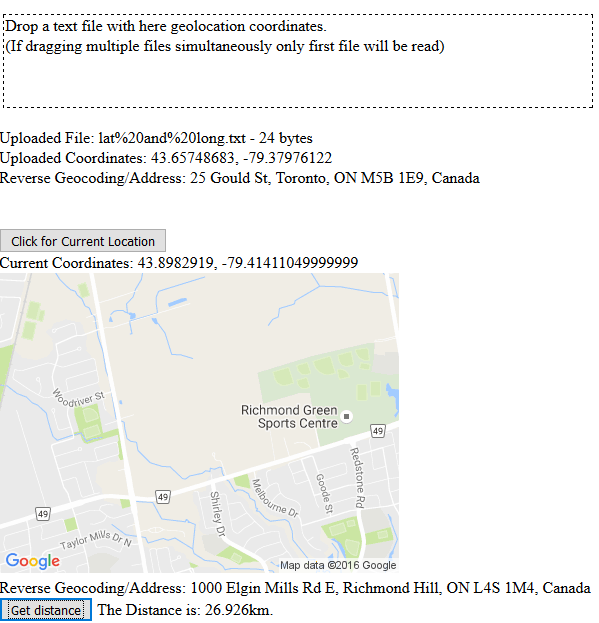 Drop a text file with here geolocation coordinates.
(If dragging multiple files simultaneously only first file will be read)
Uploaded File: lat%20and%20long.txt - 24 bytes
Uploaded Coordinates: 43.65748683, -79.37976122
Reverse Geocoding/Address: 25 Gould St, Toronto, ON M5B 1E9, Canada
Click for Current Location
Current Coordinates: 43.8982919, -79.41411049999999
Woodriver St
Richmond Green
Sports Centre
49
Redstone Rd
Goode St
Melbourne Dr
Shirley Dr
49
49
Taylor Mills Dr N
Google
Map data ©2016 Google
Reverse Geocoding/Address: 1000 Elgin Mills Rd E, Richmond Hill, ON L4S 1M4, Canada
Get distance The Distance is: 26.926km.